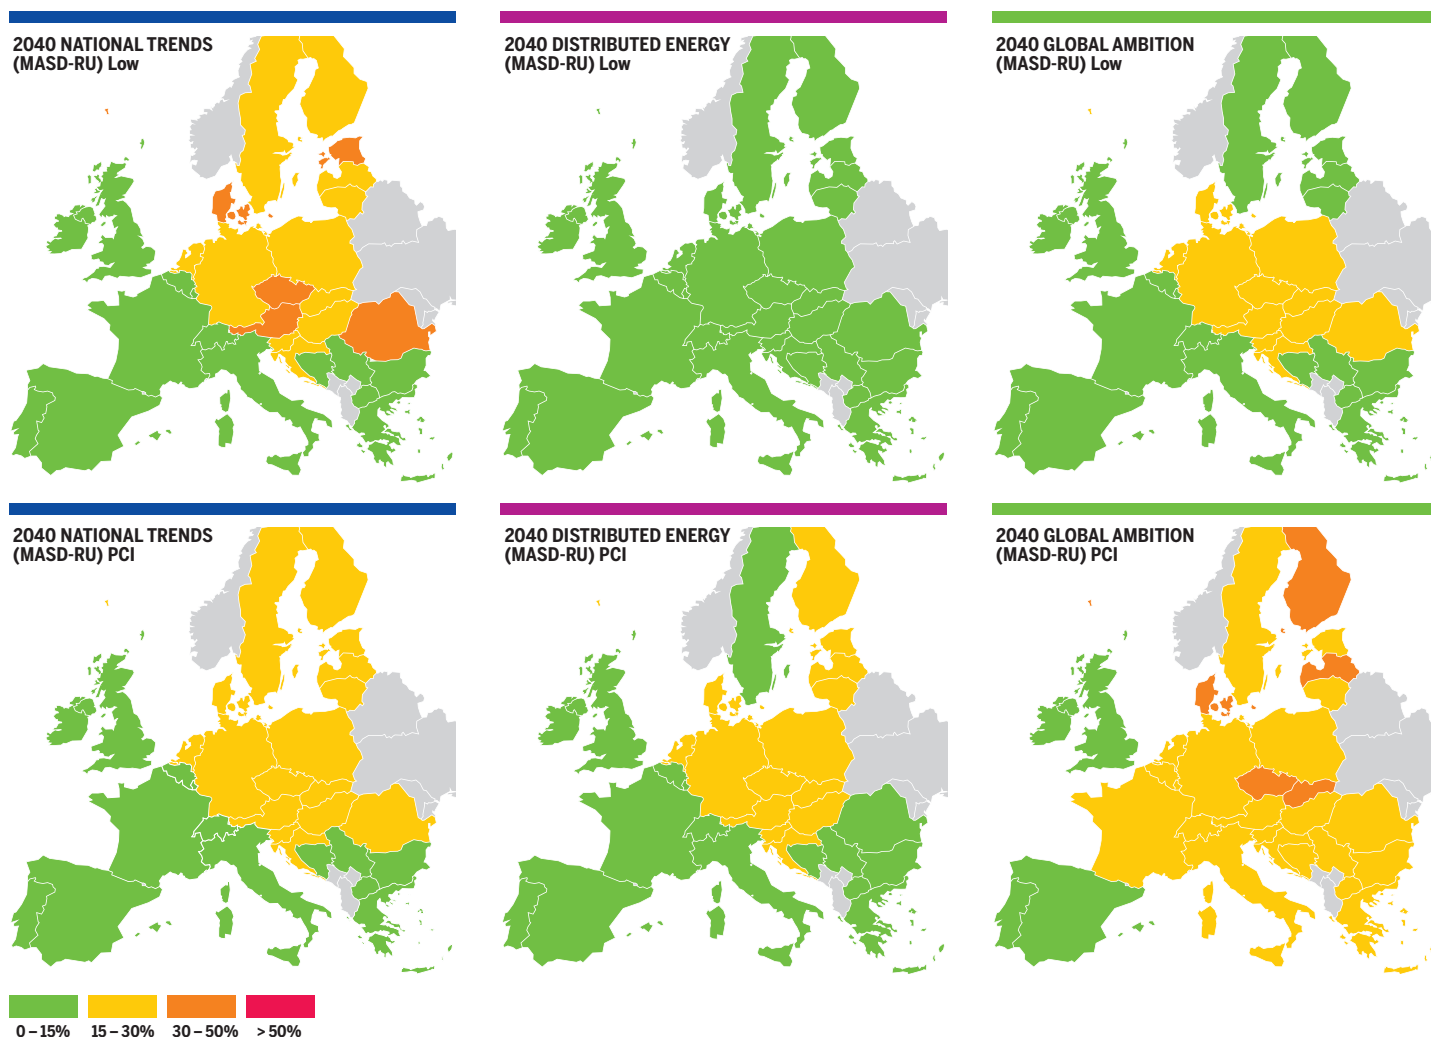 2040 NATIONAL TRENDS
(MASD-RU) Low
2040 DISTRIBUTED ENERGY
(MASD-RU) Low
2040 GLOBAL AMBITION
(MASD-RU) Low
2040 NATIONAL TRENDS
(MASD-RU) PCI
2040 DISTRIBUTED ENERGY
(MASD-RU) PCI
2040 GLOBAL AMBITION
(MASD-RU) PCI
0 – 15%
15 – 30%
30 – 50%
> 50%